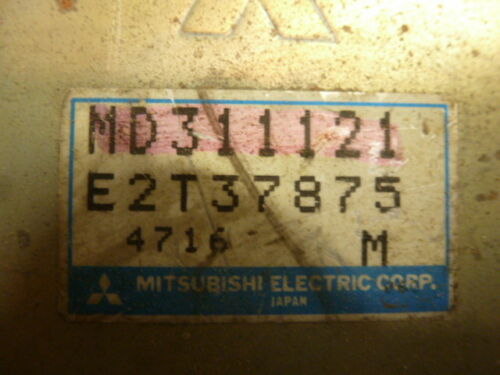 MD311121
E2T37875
4716 M
MITSUBISHI ELECTRIC CORP.
JAPAN